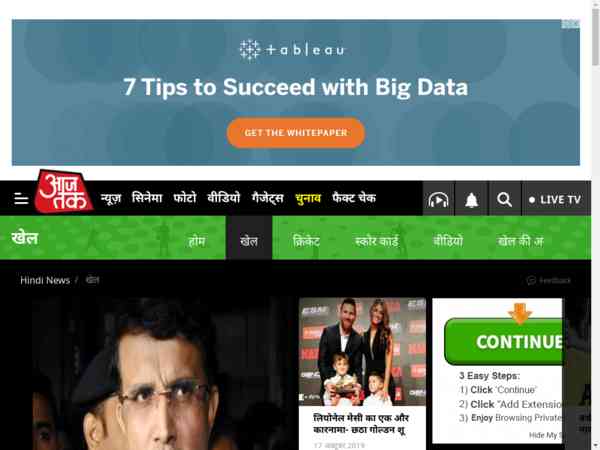 +ableau
7 Tips to Succeed with Big Data
GET THE WHITEPAPER
आज तक
न्यूज़ सिनेमा फोटो वीडियो गैजेट्स चुनाव फैक्ट चेक
LIVE TV
खेल
होम खेल क्रिकेट स्कोर कार्ड वीडियो खेल की
Hindi News / खेल
Feedback
लियोनेल मेसी का एक और
कारनामा- छठा गोल्डन शू
17 अक्टूबर 2019
CONTINUE
3 Easy Steps:
1) Click "Continue"
2) Click "Add Extension
3) Enjoy Browsing Private
Hide My